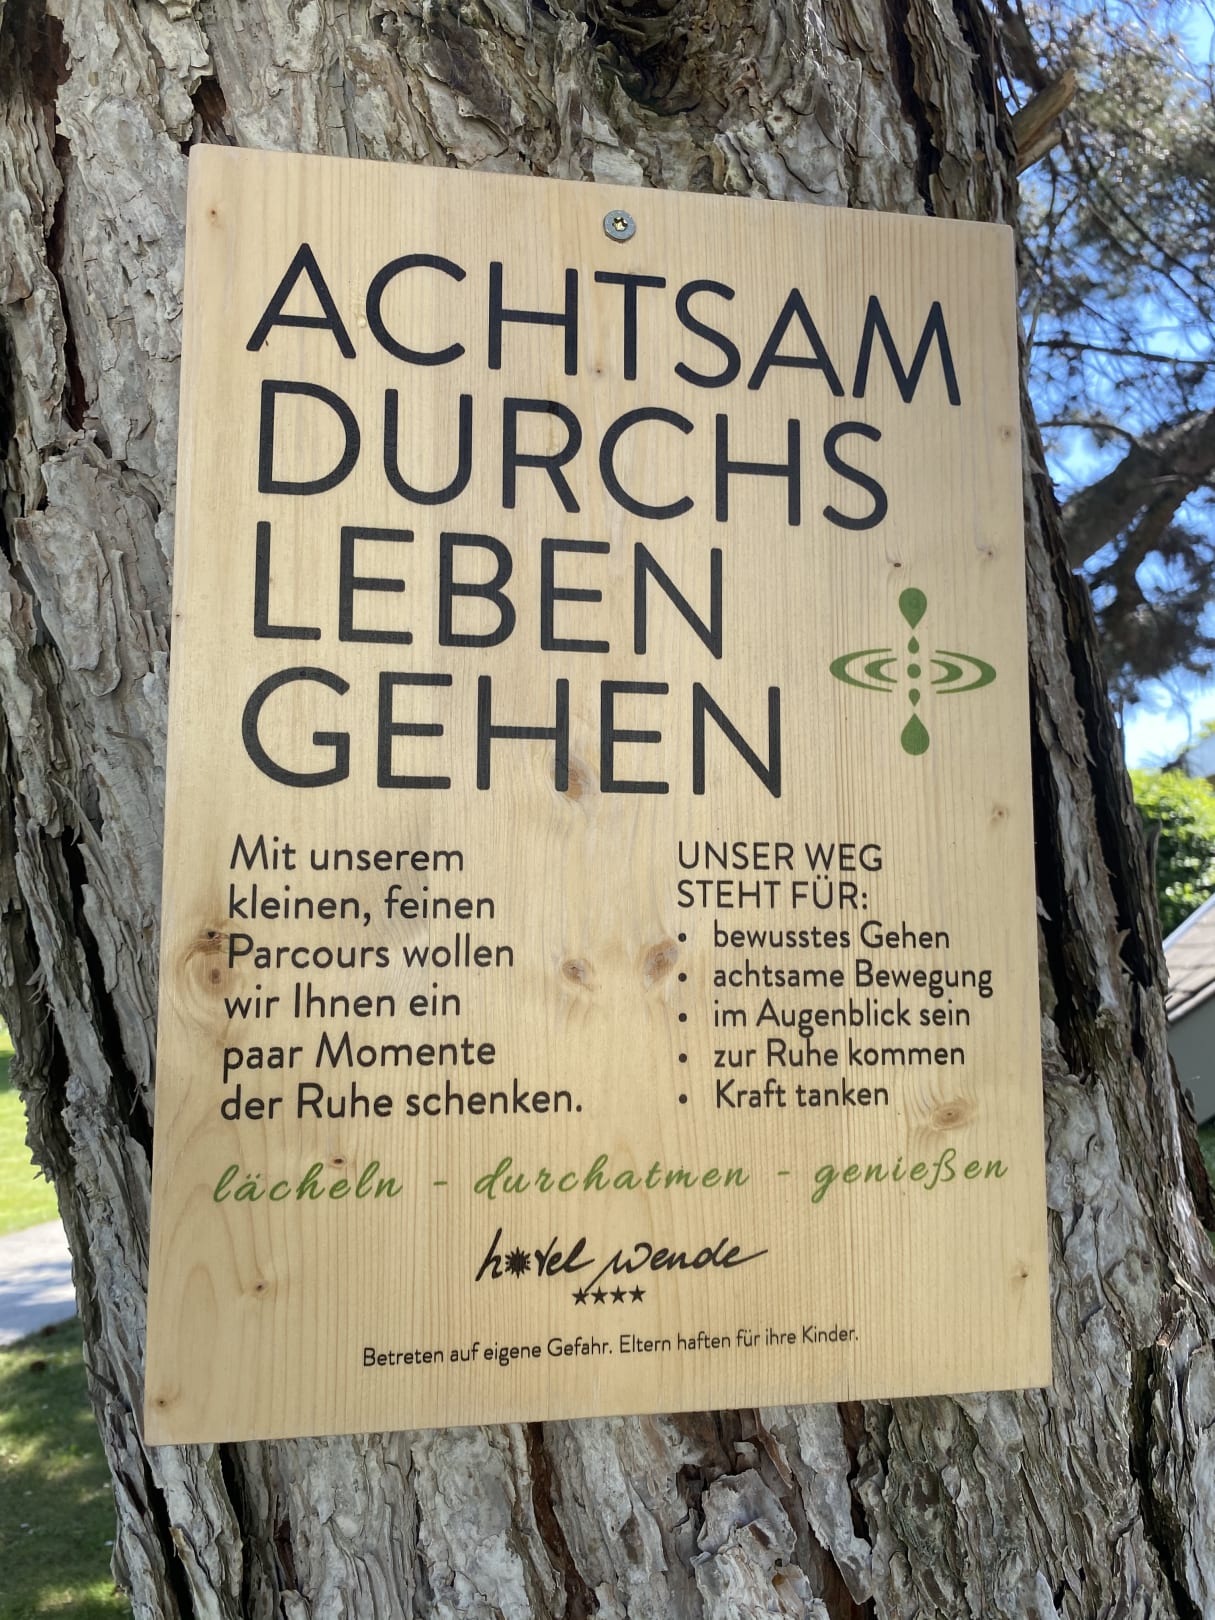 ACHTSAM
DURCHS
LEBEN
GEHEN
Mit unserem
kleinen, feinen
Parcours wollen
wir Ihnen ein
paar Momente
der Ruhe schenken.
UNSER WEG
STEHT FÜR:
• bewusstes Gehen
• achtsame Bewegung
• im Augenblick sein
• zur Ruhe kommen
• Kraft tanken
lächeln - durchatmen - genießen
hotel wende
★★★★
Betreten auf eigene Gefahr. Eltern haften für ihre Kinder.